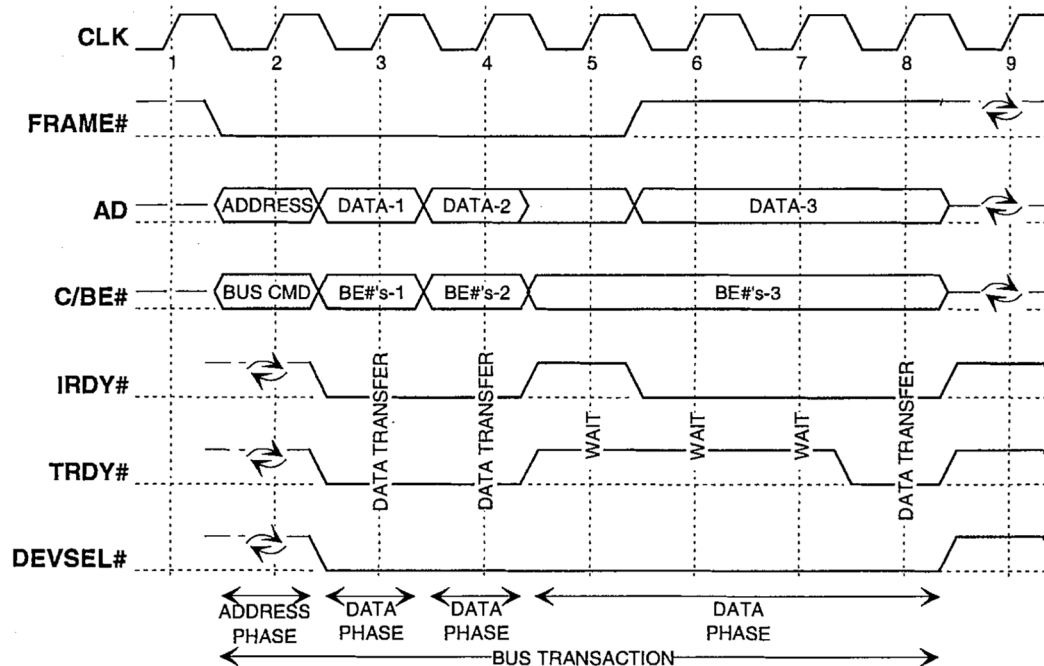 CLK
1 2 3 4 5 6 7 8 9
FRAME#
AD
ADDRESS DATA-1 DATA-2 DATA-3
C/BE#
BUS CMD BE#'s-1 BE#'s-2 BE#'s-3
IRDY#
TRDY#
DATA TRANSFER
DATA TRANSFER
WAIT
WAIT
WAIT
DATA TRANSFER
DEVSEL#
ADDRESS PHASE
DATA PHASE
DATA PHASE
DATA PHASE
BUS TRANSACTION